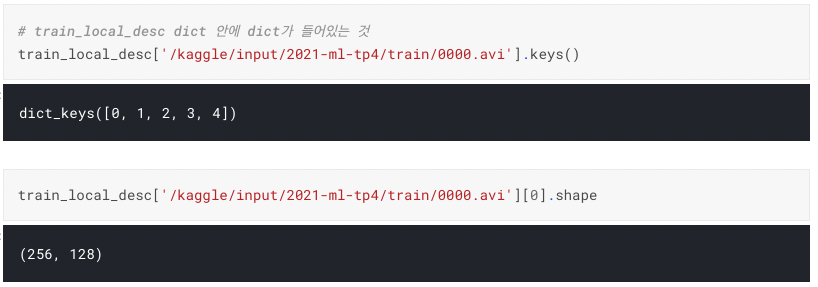 # train_local_desc dict 안에 dict가 들어있는 것
train_local_desc['/kaggle/input/2021-ml-tp4/train/0000.avi'].keys()
dict_keys([0, 1, 2, 3, 4])
train_local_desc['/kaggle/input/2021-ml-tp4/train/0000.avi'][0].shape
(256, 128)